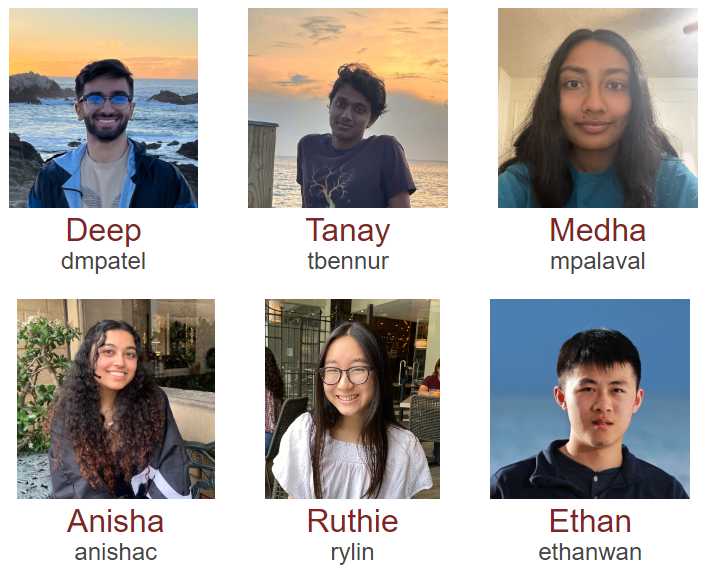 Deep
Tanay
Medha
dmpatel
tbennur
mpalaval
Anisha
Ruthie
Ethan
anishac
rylin
ethanwan